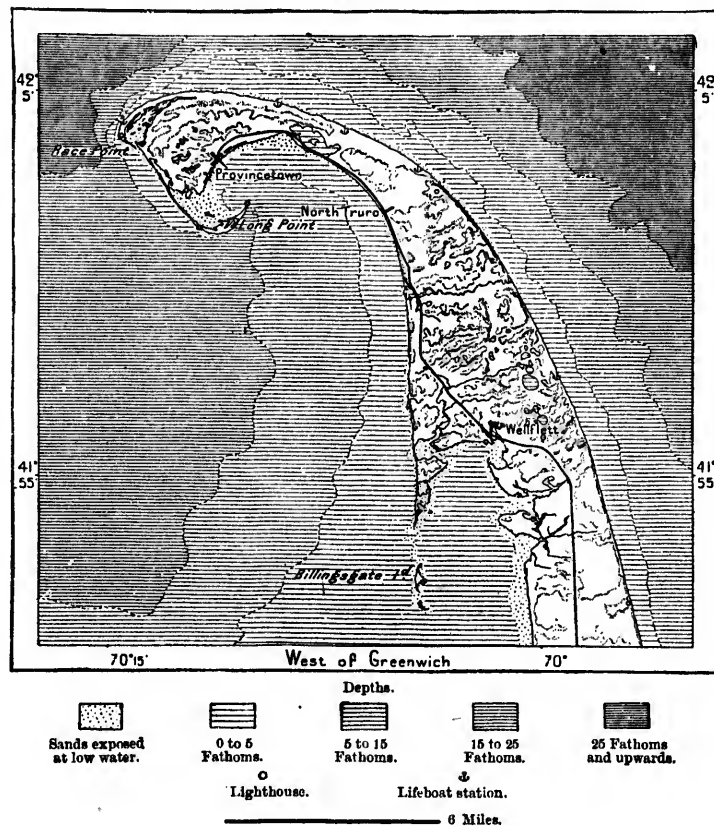 42°
5'
42
5'
Race Point
Provincetown
Long Point
North Truro
Wellflett
41°
55'
41°
55
Billingsgate Id.
70°15'
West of Greenwich
70°
Depths.
Sands exposed
at low water.
0 to 5
Fathoms.
5 to 15
Fathoms.
15 to 25
Fathoms.
25 Fathoms
and upwards.
Lighthouse.
Lifeboat station.
6 Miles.